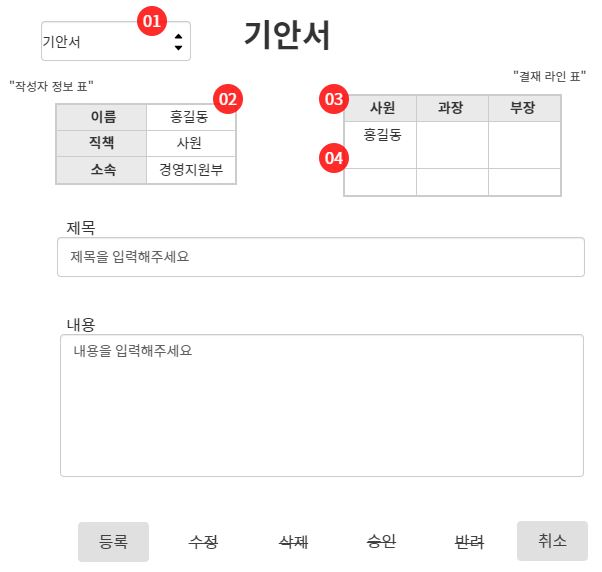 01
기안서
기안서
"작성자 정보 표"
"결재 라인 표"
02
03
이름 홍길동
직책 사원
소속 경영지원부
사원 과장 부장
홍길동
04
제목
제목을 입력해주세요
내용
내용을 입력해주세요
등록 수정 삭제 승인 반려 취소